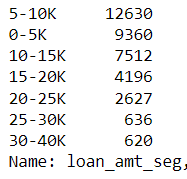 5-10K 12630
0-5K 9360
10-15K 7512
15-20K 4196
20-25K 2627
25-30K 636
30-40K 620
Name: loan_amt_seg,